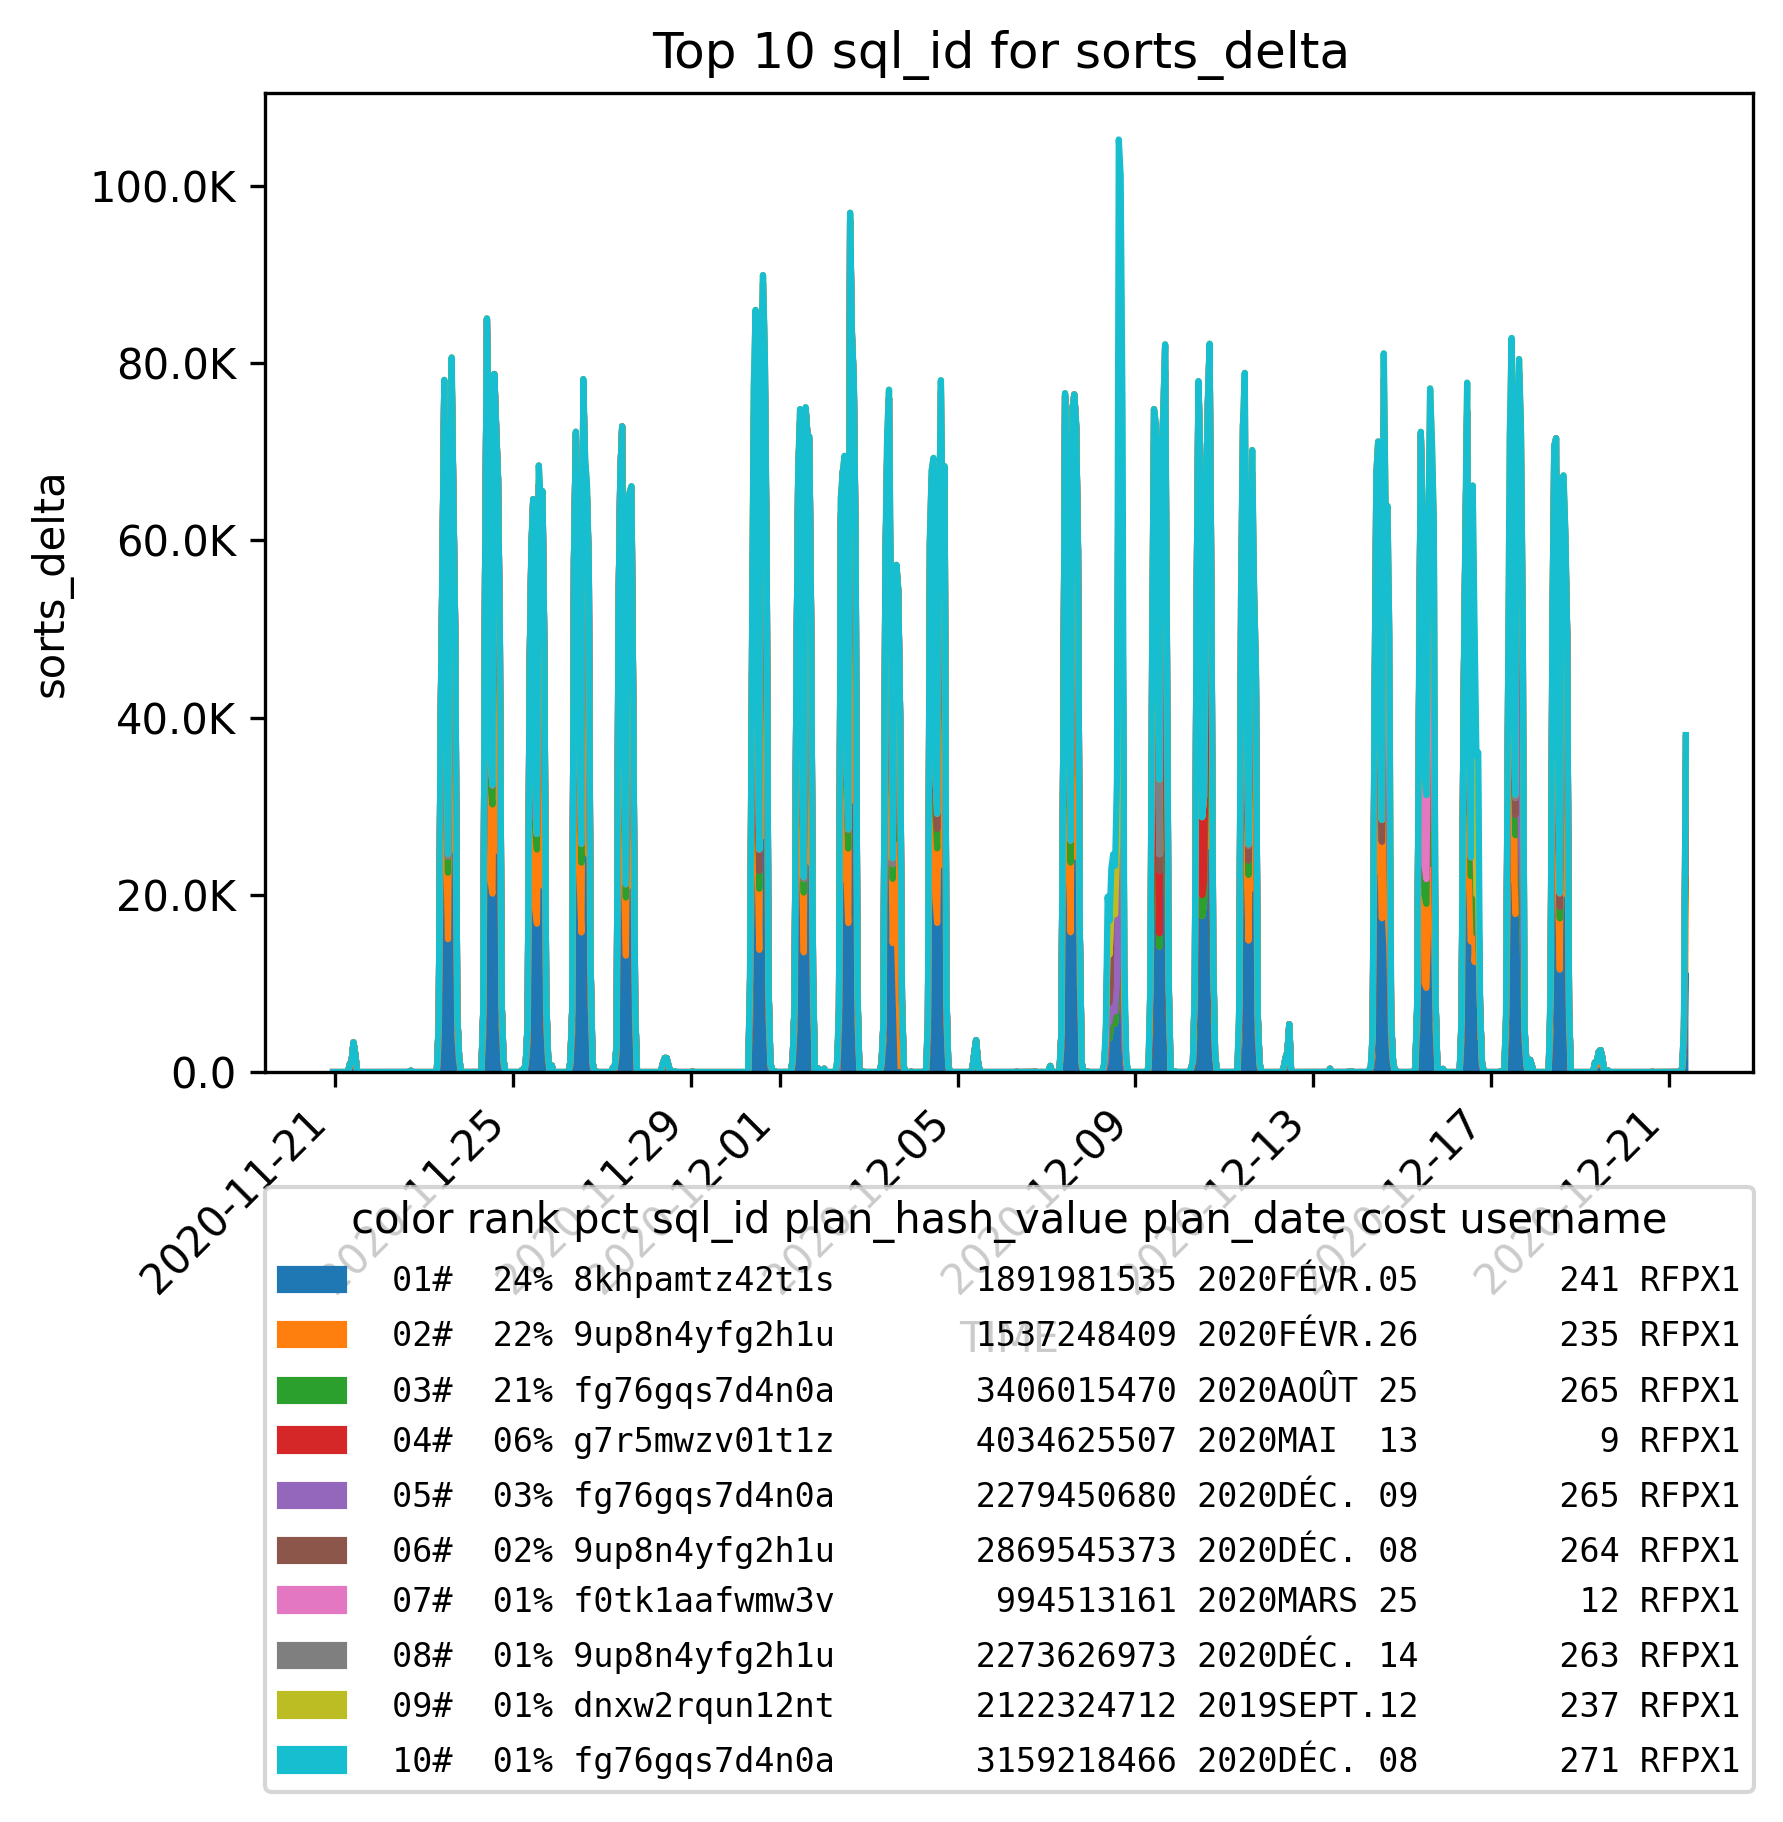 Top 10 sql_id for sorts_delta
100.0K
80.0K
60.0K
40.0K
20.0K
0.0
sorts_delta
2020-11-21
2020-11-25
2020-11-29
2020-12-01
2020-12-05
2020-12-09
2020-12-13
2020-12-17
2020-12-21
TIME
color rank pct sql_id plan_hash_value plan_date cost username
01# 24% 8khpamtz42t1s 1891981535 2020FÉVR.05 241 RFPX1
02# 22% 9up8n4yfg2h1u 1537248409 2020FÉVR.26 235 RFPX1
03# 21% fg76gqs7d4n0a 3406015470 2020AOÛT 25 265 RFPX1
04# 06% g7r5mwzv01t1z 4034625507 2020MAI 13 9 RFPX1
05# 03% fg76gqs7d4n0a 2279450680 2020DÉC. 09 265 RFPX1
06# 02% 9up8n4yfg2h1u 2869545373 2020DÉC. 08 264 RFPX1
07# 01% f0tk1aafwmw3v 994513161 2020MARS 25 12 RFPX1
08# 01% 9up8n4yfg2h1u 2273626973 2020DÉC. 14 263 RFPX1
09# 01% dnxw2rqun12nt 2122324712 2019SEPT.12 237 RFPX1
10# 01% fg76gqs7d4n0a 3159218466 2020DÉC. 08 271 RFPX1